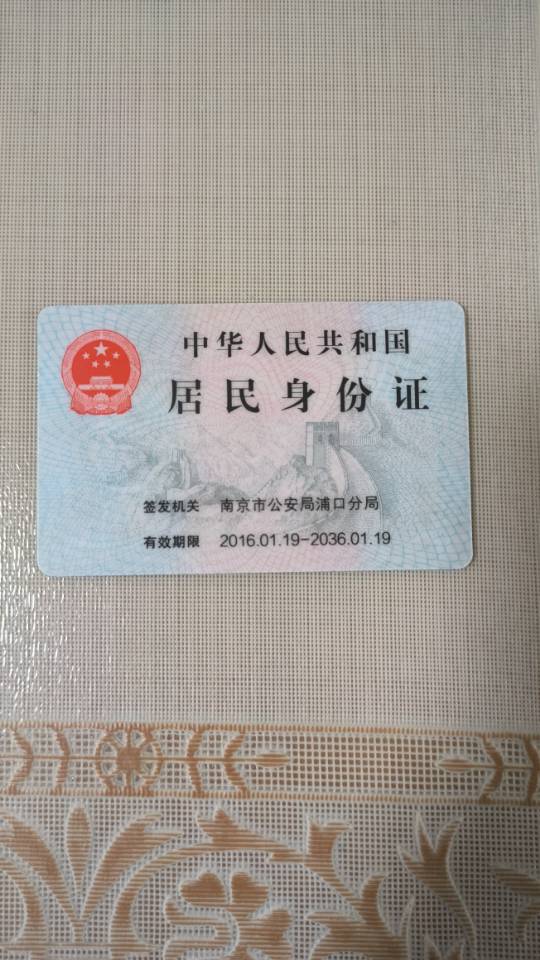 中华人民共和国
居民身份证
签发机关 南京市公安局浦口分局
有效期限 2016.01.19-2036.01.19